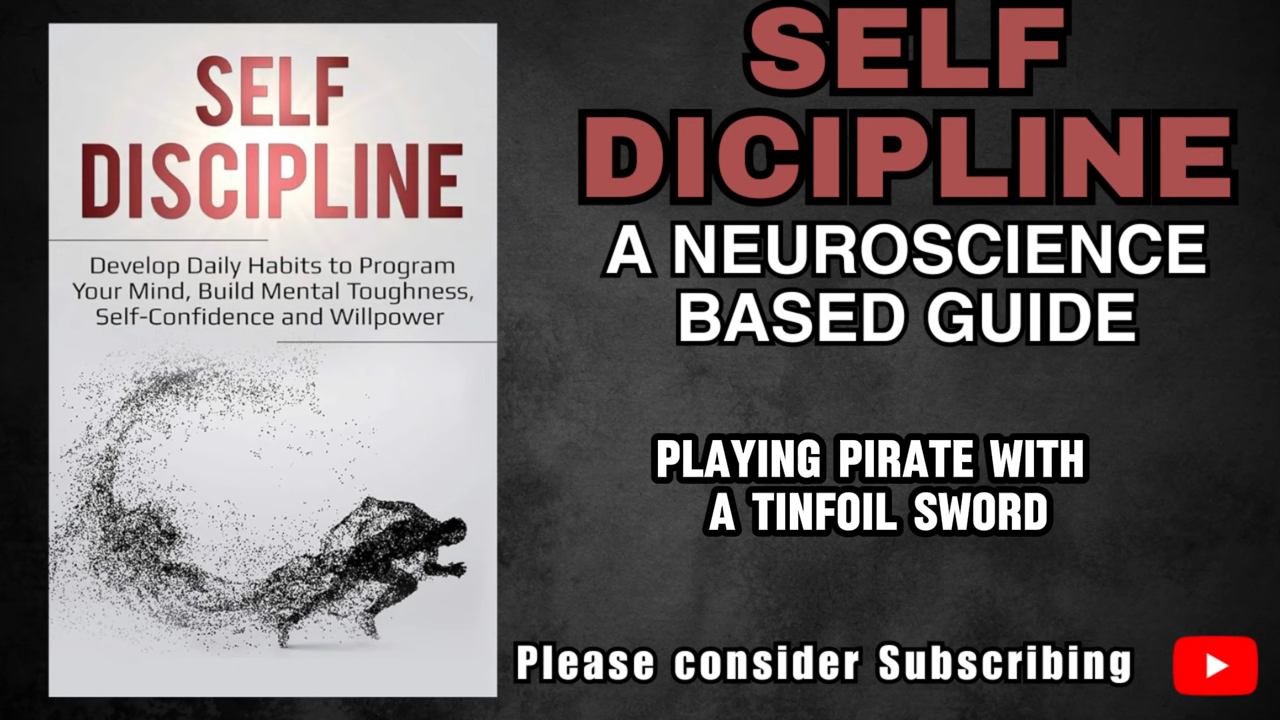 SELF
DISCIPLINE
Develop Daily Habits to Program
Your Mind, Build Mental Toughness,
Self-Confidence and Willpower
SELF
DICIPLINE
A NEUROSCIENCE
BASED GUIDE
PLAYING PIRATE WITH
A TINFOIL SWORD
Please consider Subscribing